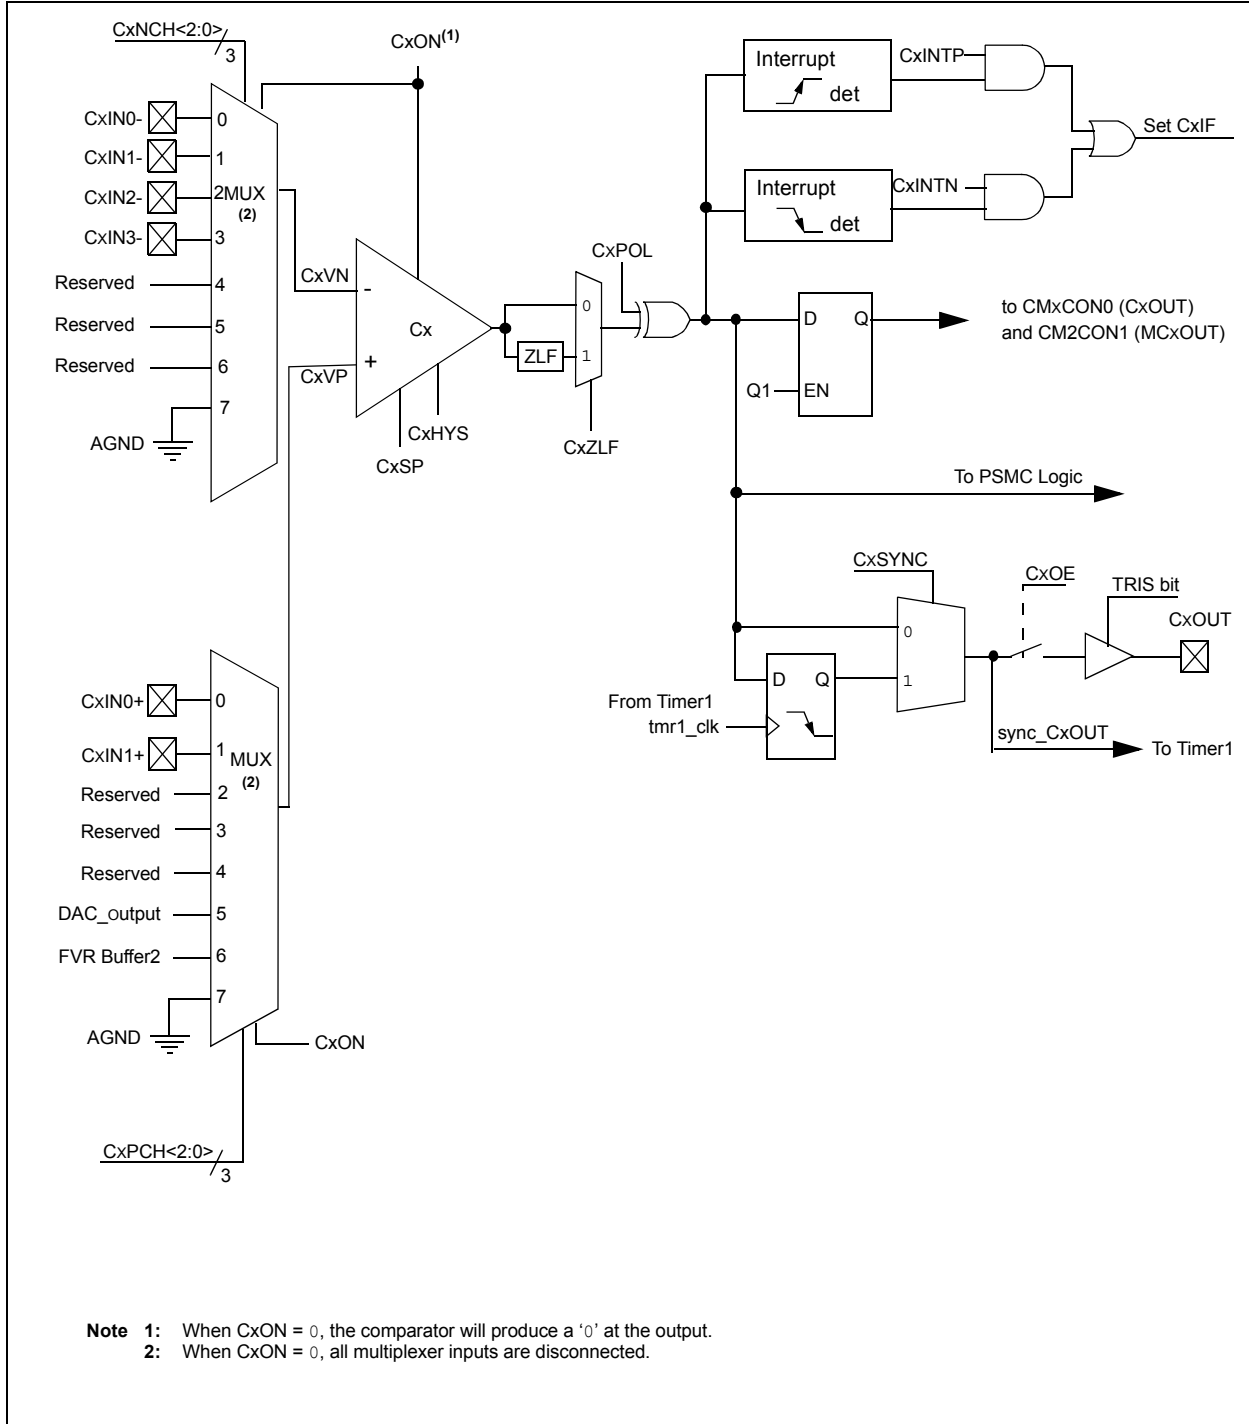 CxNCH<2:0>
3
CxON(1)
CxIN0-
0
CxIN1-
1
CxIN2-
2
MUX
(2)
CxIN3-
3
Reserved
4
Reserved
5
Reserved
6
7
AGND
CxVN
-
Cx
+
CxVP
CxHYS
CxSP
ZLF
0
1
CxZLF
CxPOL
Interrupt
det
CxINTP
Interrupt
det
CxINTN
Set CxIF
D
Q
Q1
EN
to CMxCON0 (CxOUT)
and CM2CON1 (MCxOUT)
To PSMC Logic
CxSYNC
0
1
D
Q
From Timer1
tmr1_clk
CxOE
TRIS bit
CxOUT
sync_CxOUT
To Timer1
CxIN0+
0
CxIN1+
1
MUX
(2)
Reserved
2
Reserved
3
Reserved
4
DAC_output
5
FVR Buffer2
6
7
AGND
CxON
CxPCH<2:0>
3
Note 1: When CxON = 0, the comparator will produce a ‘0’ at the output.
2: When CxON = 0, all multiplexer inputs are disconnected.